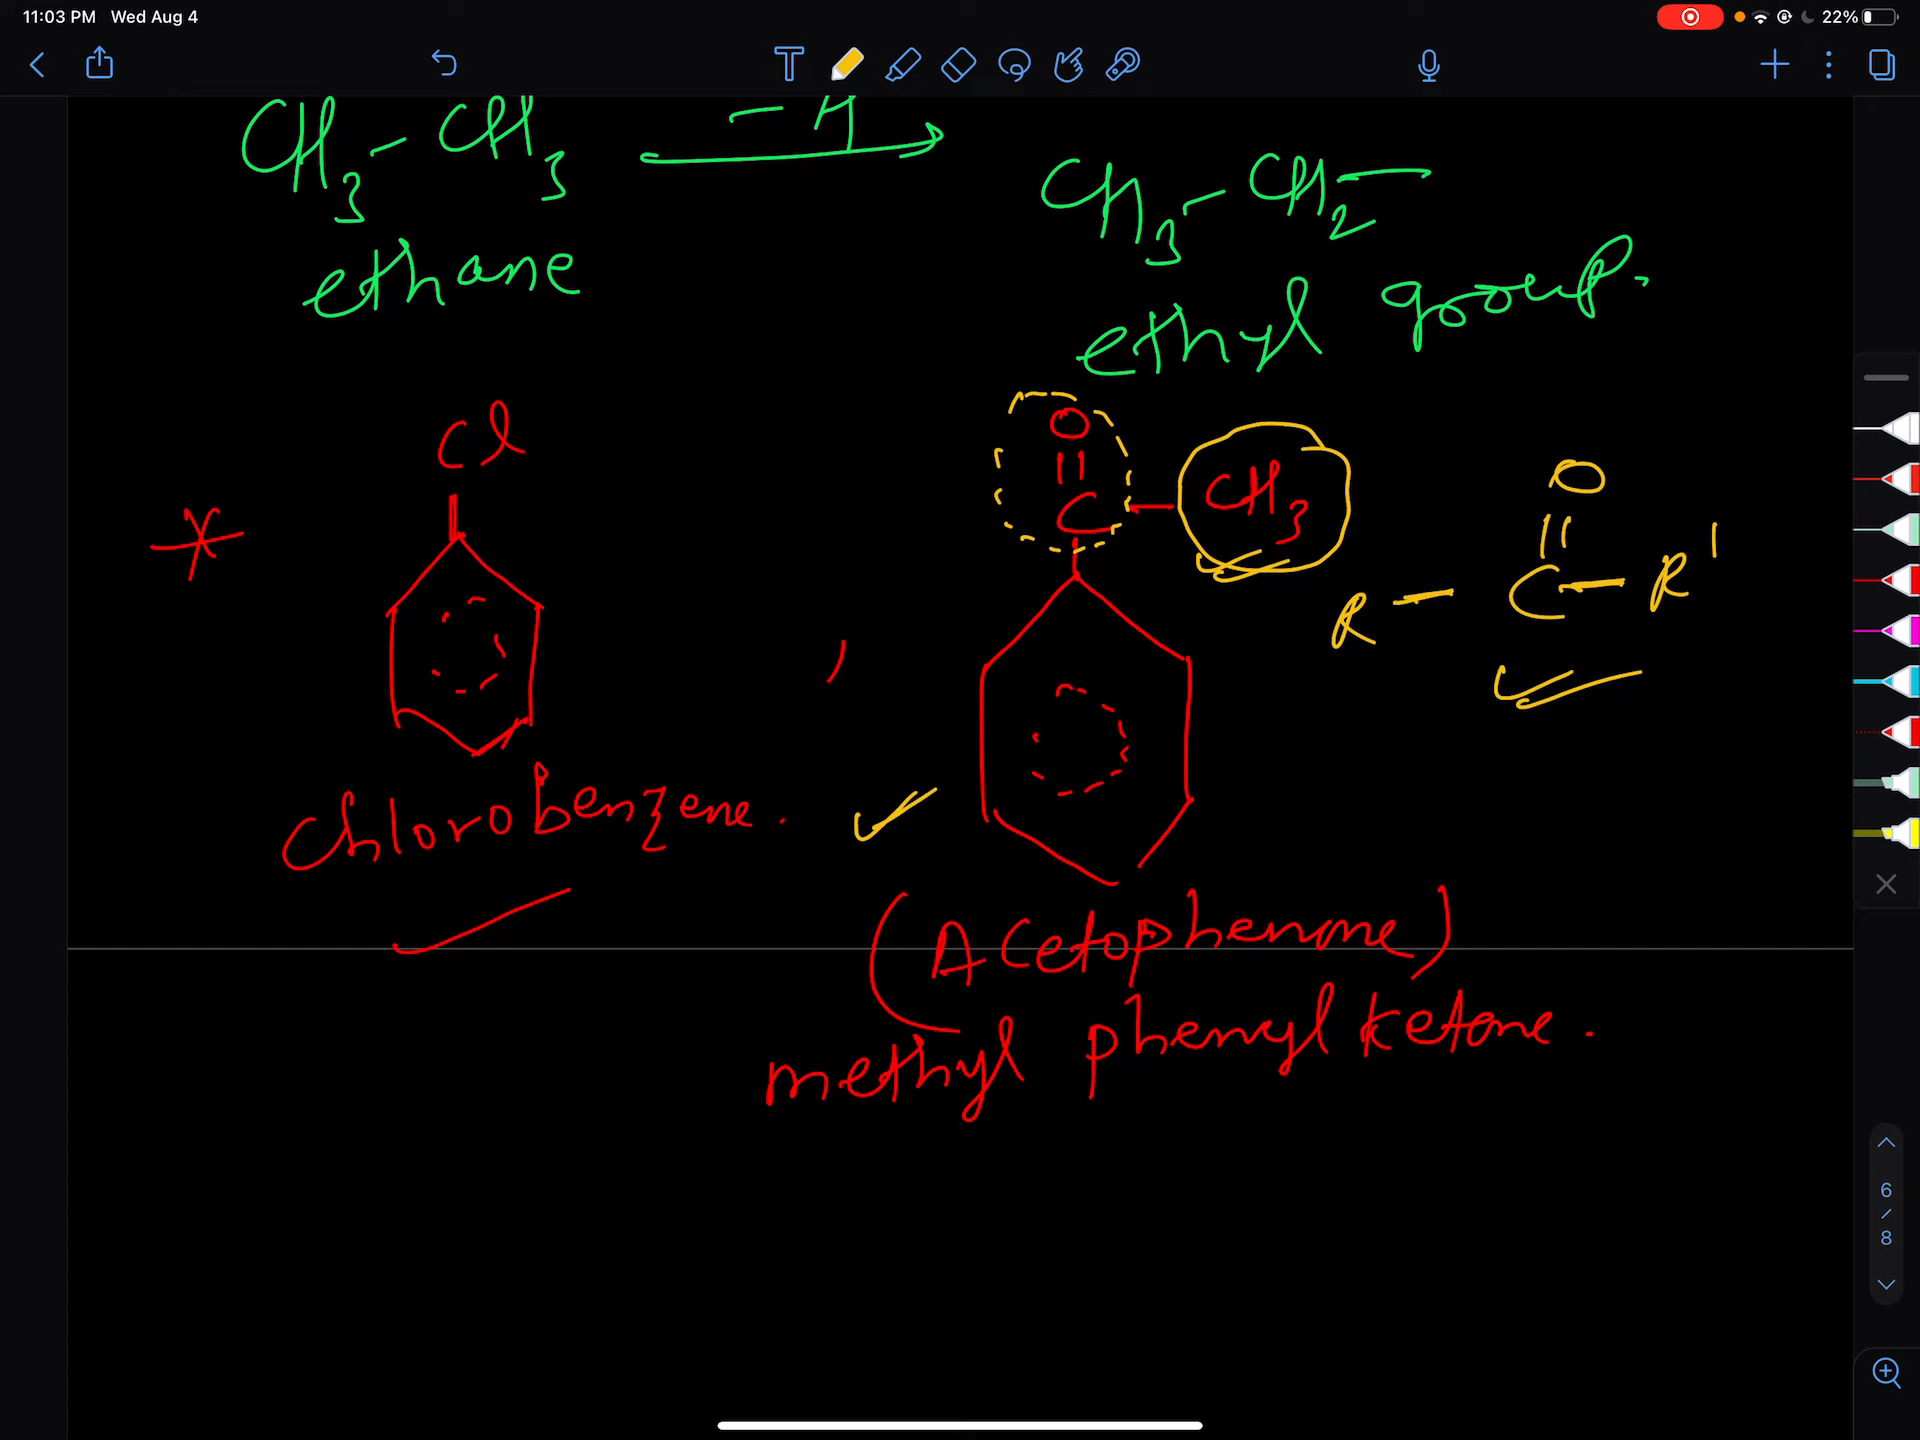 11:03 PM Wed Aug 4
22%
CH3 - CH3 - H CH3 - CH2 -
ethane
ethyl group.
Cl
O
||
C - CH3
O
||
R - C - R'
,
Chlorobenzene.
(Acetophenone)
methyl phenyl ketone.
6
/
8